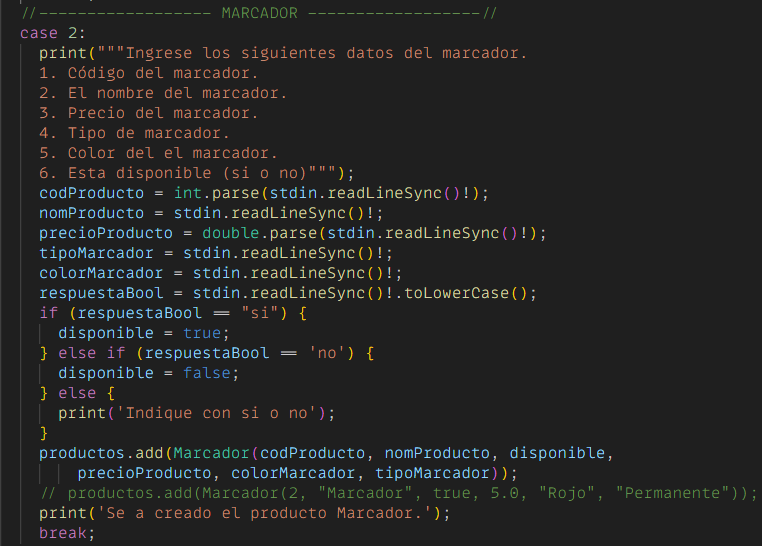 //------------------ MARCADOR ------------------//
case 2:
print("""Ingrese los siguientes datos del marcador.
1. Código del marcador.
2. El nombre del marcador.
3. Precio del marcador.
4. Tipo de marcador.
5. Color del el marcador.
6. Esta disponible (si o no)""");
codProducto = int.parse(stdin.readLineSync()!);
nomProducto = stdin.readLineSync()!;
precioProducto = double.parse(stdin.readLineSync()!);
tipoMarcador = stdin.readLineSync()!;
colorMarcador = stdin.readLineSync()!;
respuestaBool = stdin.readLineSync()!.toLowerCase();
if (respuestaBool == "si") {
disponible = true;
} else if (respuestaBool == 'no') {
disponible = false;
} else {
print('Indique con si o no');
}
productos.add(Marcador(codProducto, nomProducto, disponible,
precioProducto, colorMarcador, tipoMarcador));
// productos.add(Marcador(2, "Marcador", true, 5.0, "Rojo", "Permanente"));
print('Se a creado el producto Marcador.');
break;